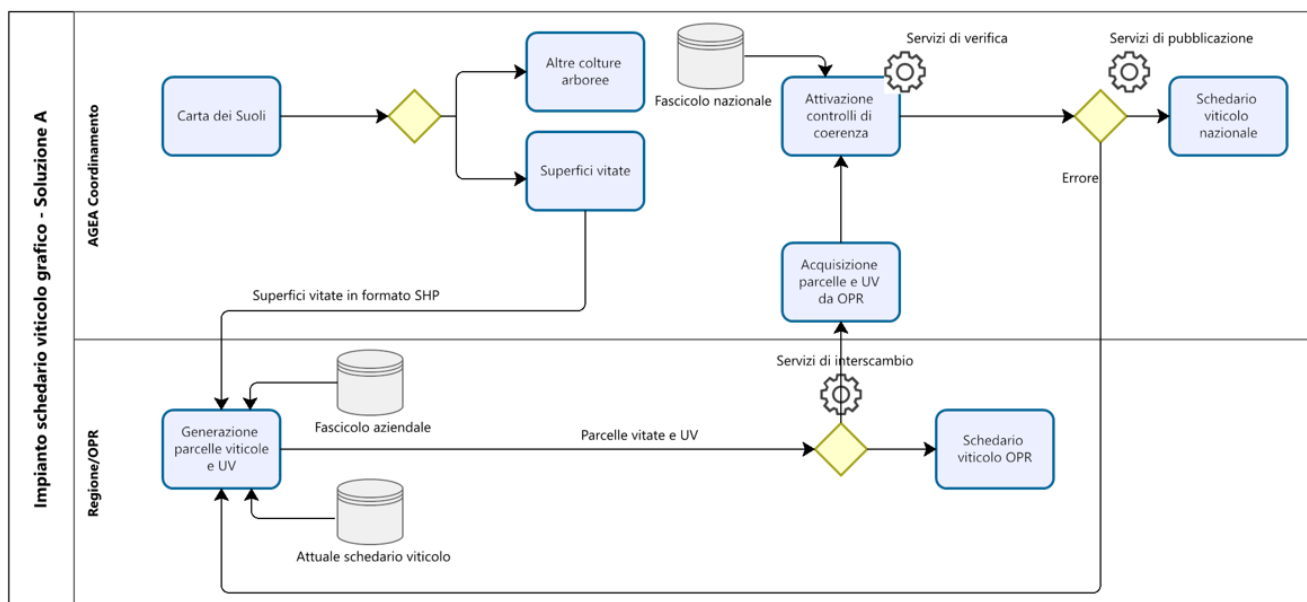 Impianto schedario viticolo grafico - Soluzione A
AGEA Coordinamento
Carta dei Suoli
Altre colture
arboree
Superfici vitate
Fascicolo nazionale
Servizi di verifica
Attivazione
controlli di
coerenza
Servizi di pubblicazione
Schedario
viticolo
nazionale
Errore
Acquisizione
parcelle e UV
da OPR
Superfici vitate in formato SHP
Regione/OPR
Servizi di interscambio
Fascicolo aziendale
Generazione
parcelle viticole
e UV
Parcelle vitate e UV
Schedario
viticolo OPR
Attuale schedario viticolo